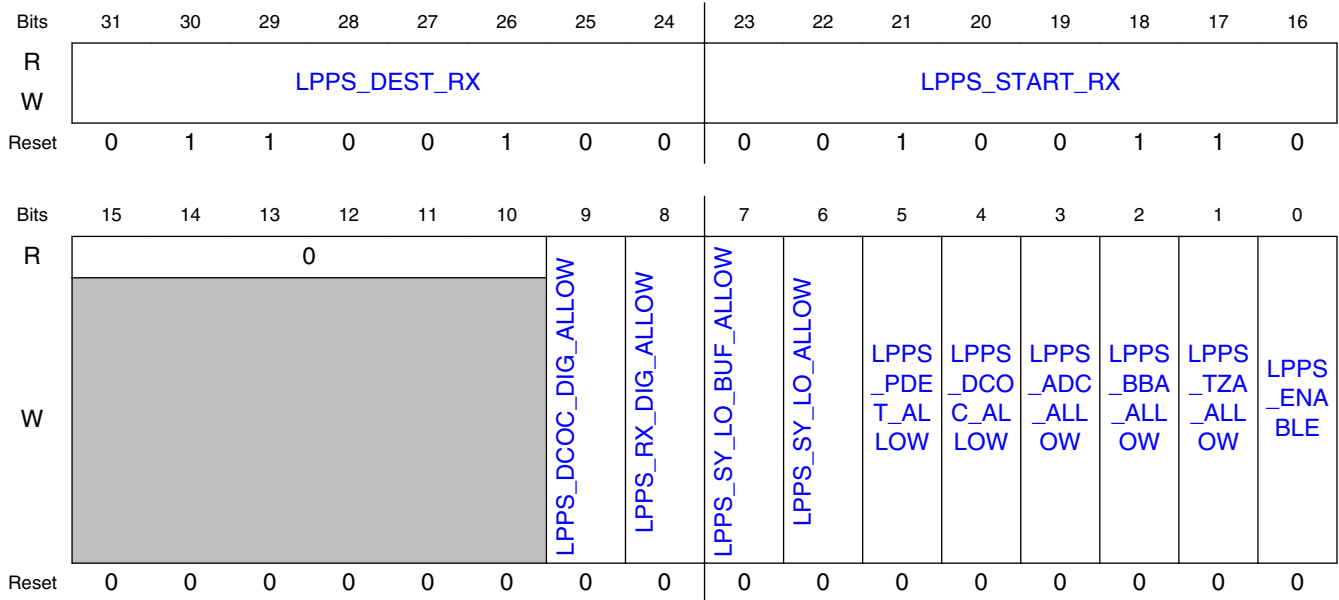 Bits 31 30 29 28 27 26 25 24 23 22 21 20 19 18 17 16
R
W
LPPS_DEST_RX LPPS_START_RX
Reset 0 1 1 0 0 1 0 0 0 0 1 0 0 1 1 0
Bits 15 14 13 12 11 10 9 8 7 6 5 4 3 2 1 0
R 0
W
LPPS_DCOC_DIG_ALLOW
LPPS_RX_DIG_ALLOW
LPPS_SY_LO_BUF_ALLOW
LPPS_SY_LO_ALLOW
LPPS
_PDE
T_AL
LOW
LPPS
_DCO
C_AL
LOW
LPPS
_ADC
_ALL
OW
LPPS
_BBA
_ALL
OW
LPPS
_TZA
_ALL
OW
LPPS
_ENA
BLE
Reset 0 0 0 0 0 0 0 0 0 0 0 0 0 0 0 0